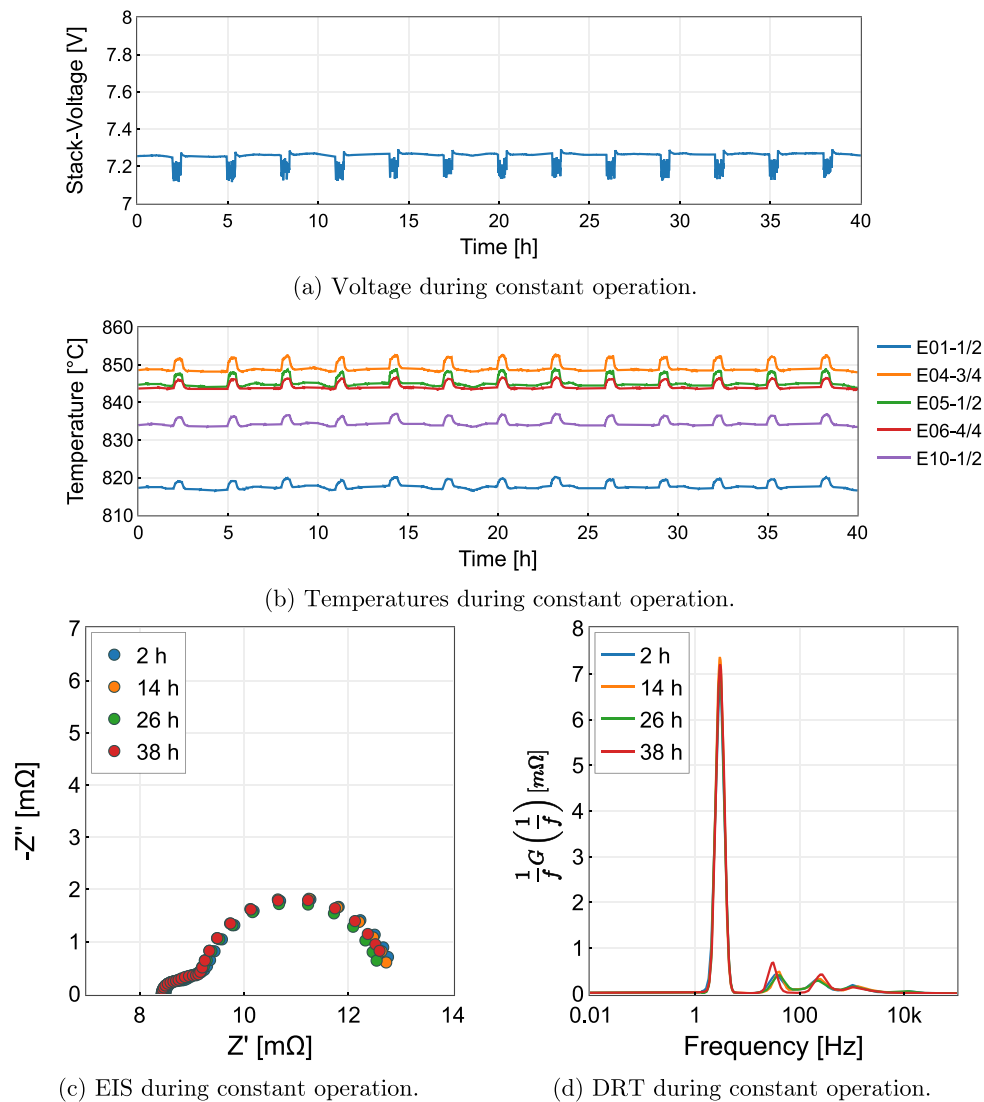 8
7.8
7.6
7.4
7.2
7
Stack-Voltage [V]
0 5 10 15 20 25 30 35 40
Time [h]
(a) Voltage during constant operation.
860
850
840
830
820
810
Temperature [°C]
0 5 10 15 20 25 30 35 40
Time [h]
E01-1/2
E04-3/4
E05-1/2
E06-4/4
E10-1/2
(b) Temperatures during constant operation.
7
6
5
4
3
2
1
0
-Z" [mΩ]
2 h
14 h
26 h
38 h
8 10 12 14
Z' [mΩ]
(c) EIS during constant operation.
8
7
6
5
4
3
2
1
0
1/f G (1/f) [mΩ]
2 h
14 h
26 h
38 h
0.01 1 100 10k
Frequency [Hz]
(d) DRT during constant operation.